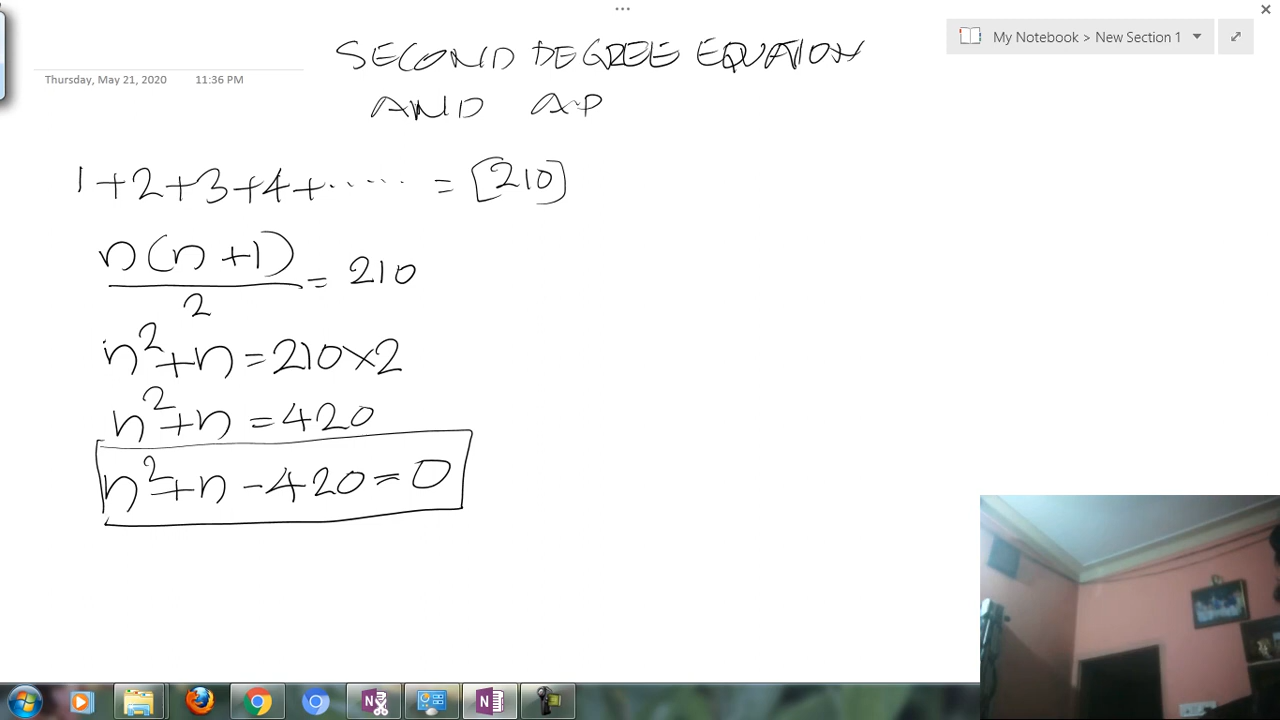 ...
My Notebook > New Section 1
SECOND DEGREE EQUATION
AND A.P
Thursday, May 21, 2020 11:36 PM
1+2+3+4+...... = [210]
n(n+1)/2 = 210
n²+n=210×2
n²+n=420
n²+n-420=0